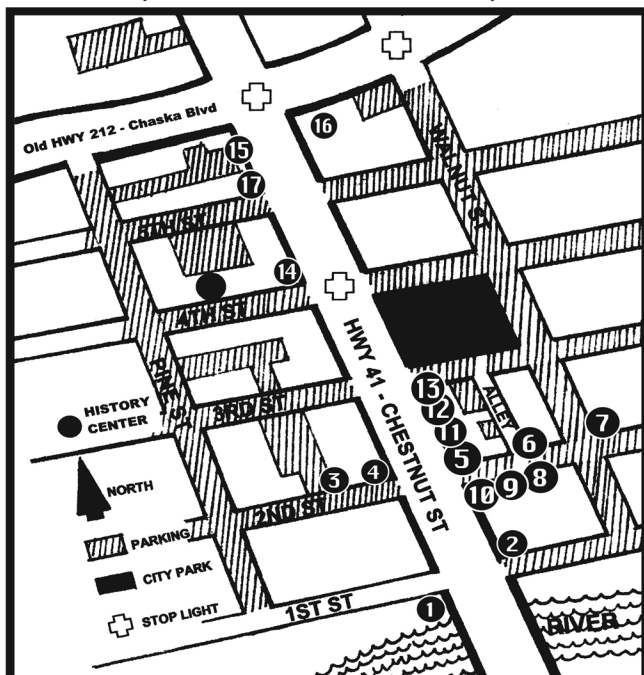 Old HWY 212 - Chaska Blvd
16
15
17
WALNUT ST
5TH ST
14
4TH ST
HWY 41 - CHESTNUT ST
PINE ST
HISTORY
CENTER
3RD ST
13
12
11
5
ALLEY
6
7
3
4
10
9
8
NORTH
2ND ST
PARKING
2
CITY PARK
STOP LIGHT
1ST ST
1
RIVER